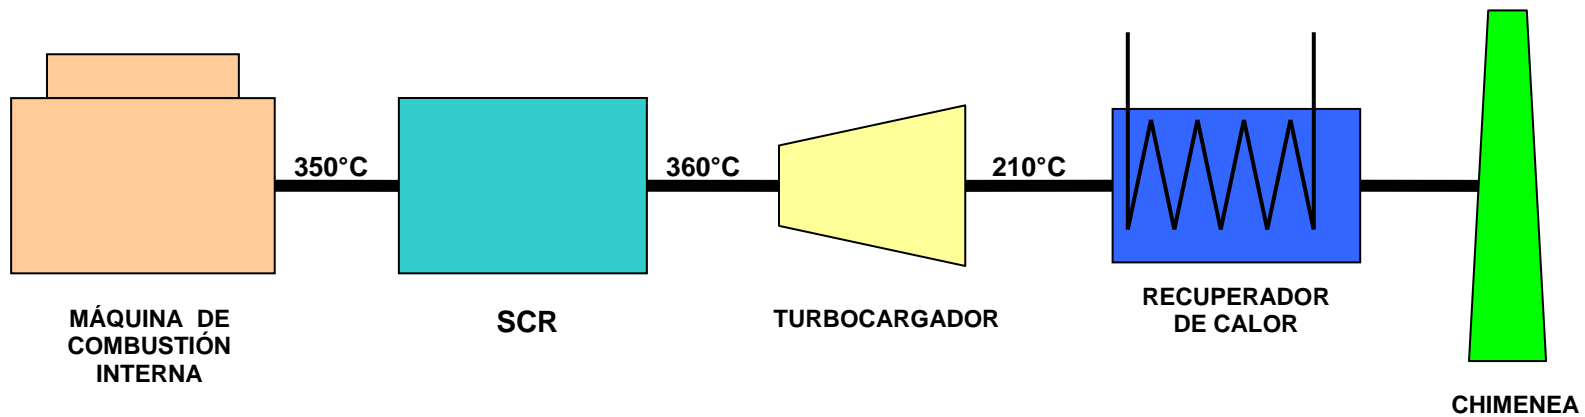 350°C
360°C
210°C
MÁQUINA DE
COMBUSTIÓN
INTERNA
SCR
TURBOCARGADOR
RECUPERADOR
DE CALOR
CHIMENEA